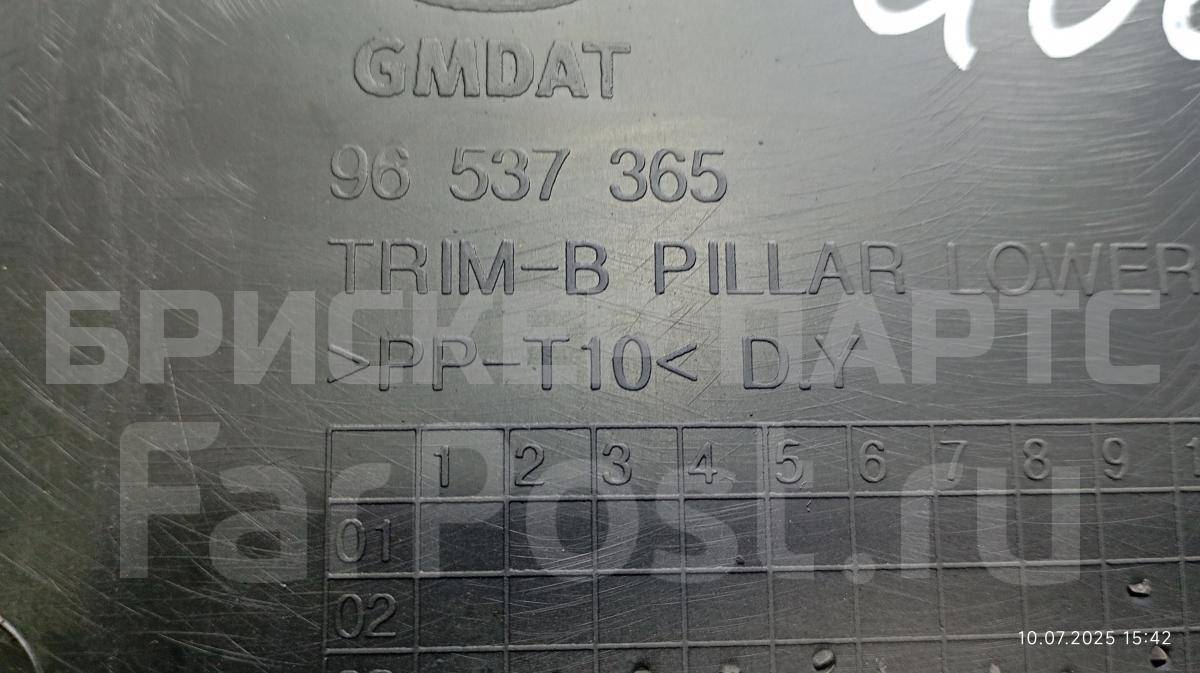 GMDAT
96 537 365
TRIM-B PILLAR LOWER
БРИСКЕТ ПАРТС
>PP-T10< D.Y
FarPost.ru
1 2 3 4 5 6 7 8 9
01
02
10.07.2025 15:42